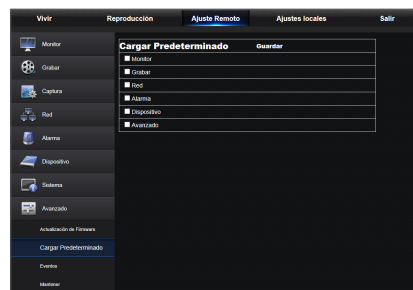 Vivir Reproducción Ajuste Remoto Ajustes locales Salir
Monitor
Grabar
Captura
Red
Alarma
Dispositivo
Sistema
Avanzado
Actualización de Firmware
Cargar Predeterminado
Eventos
Mantener
Cargar Predeterminado Guardar
Monitor
Grabar
Red
Alarma
Dispositivo
Avanzado